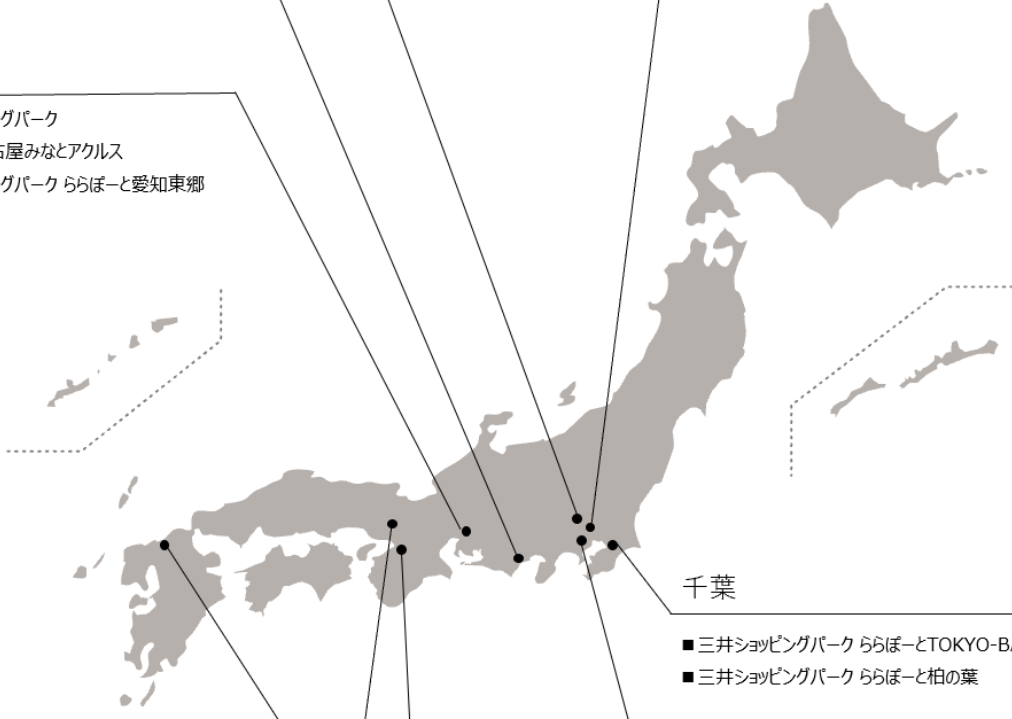 グパーク
屋みなとアクルス
グパーク ららぽーと愛知東郷
千葉
■ 三井ショッピングパーク ららぽーとTOKYO-B
■ 三井ショッピングパーク ららぽーと柏の葉